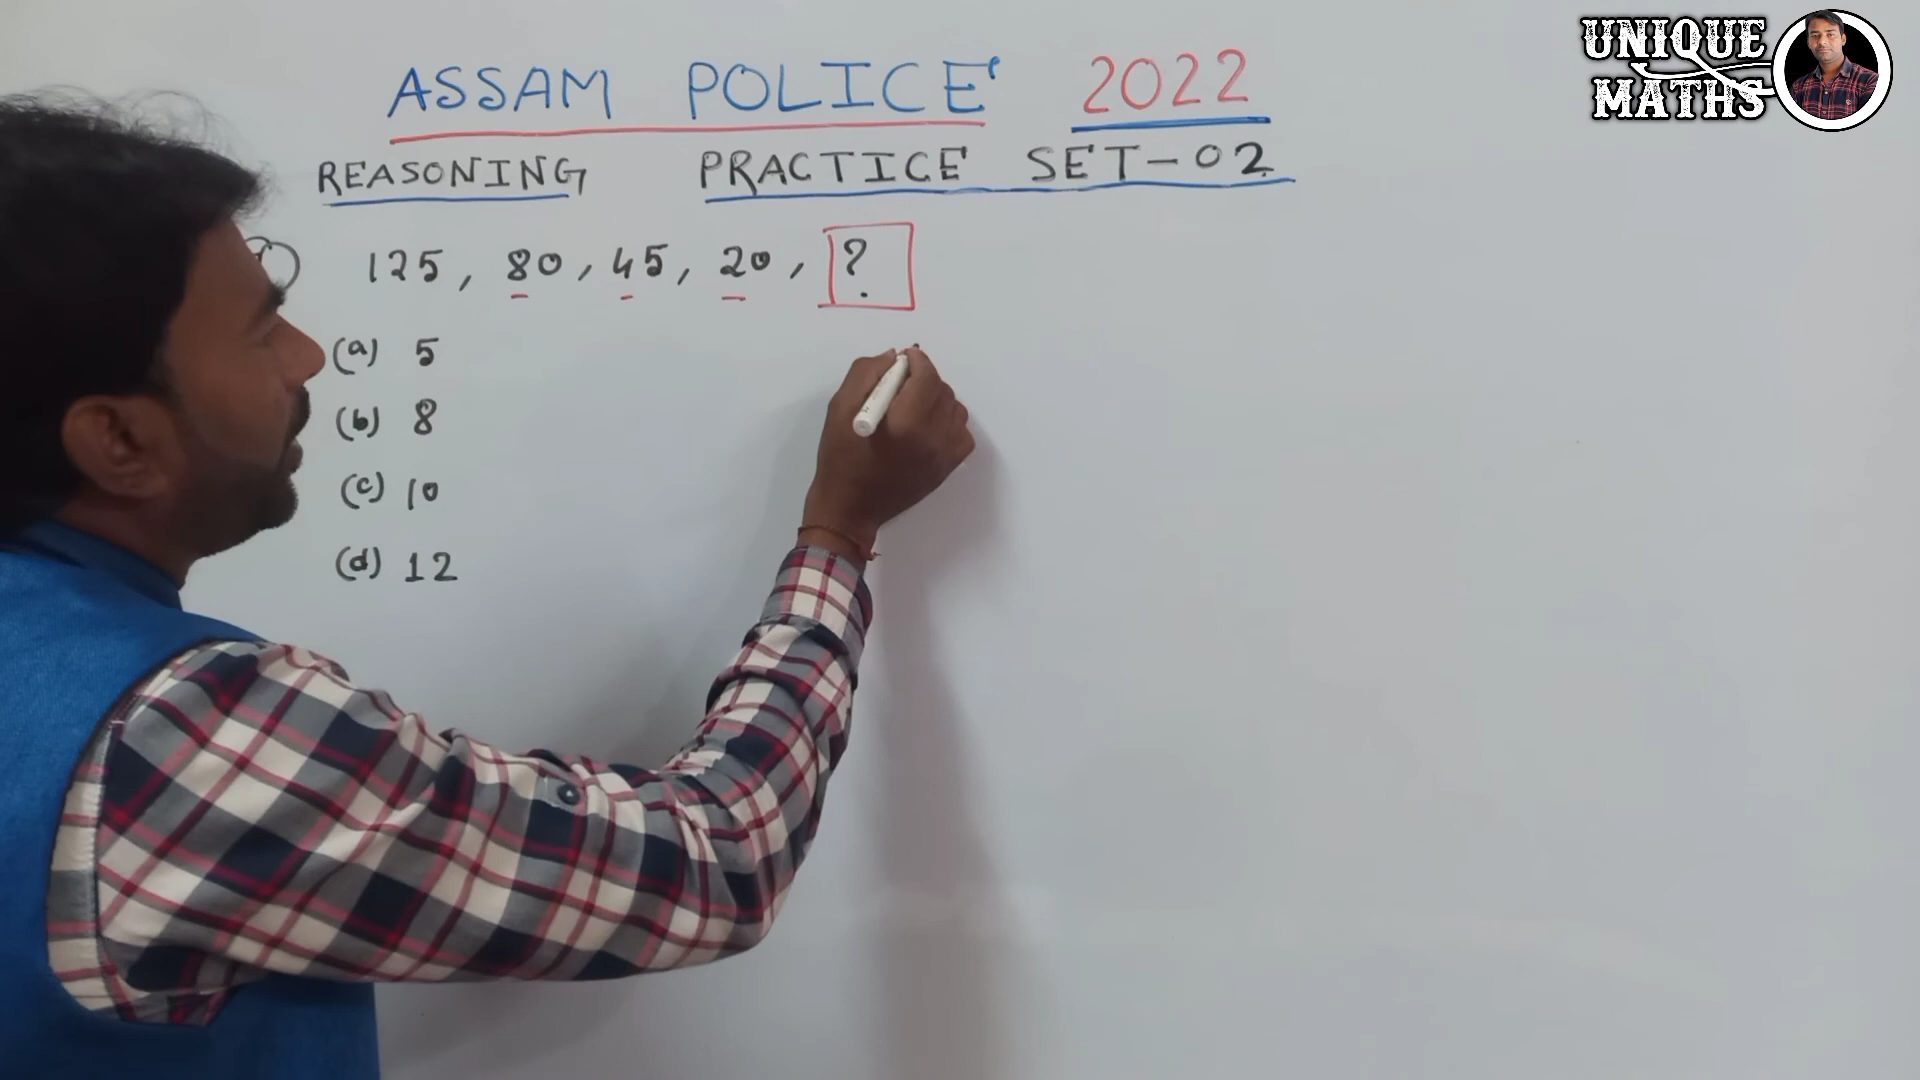 UNIQUE
MATHS
ASSAM POLICE 2022
REASONING PRACTICE SET-02
125, 80, 45, 20, ?
(a) 5
(b) 8
(c) 10
(d) 12